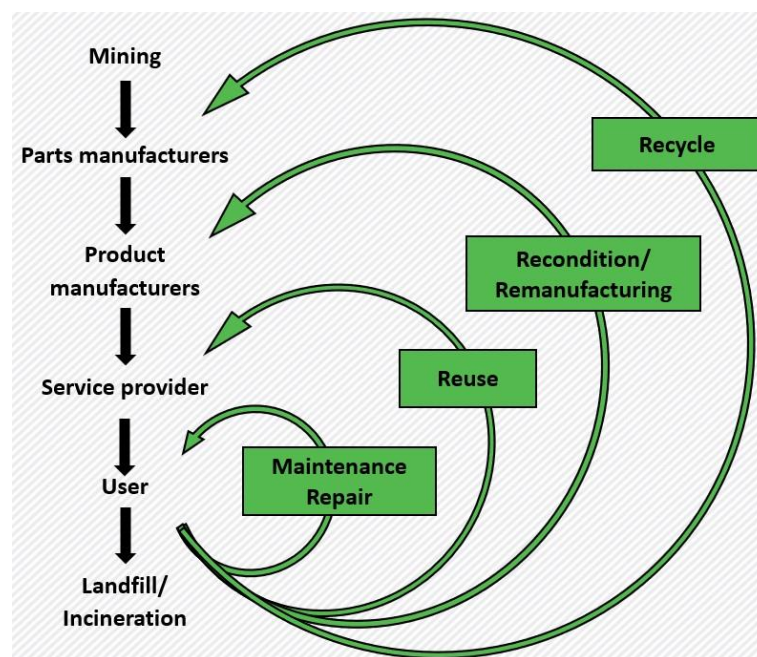 Mining
Parts manufacturers
Product
manufacturers
Service provider
User
Landfill/
Incineration
Recycle
Recondition/
Remanufacturing
Reuse
Maintenance
Repair